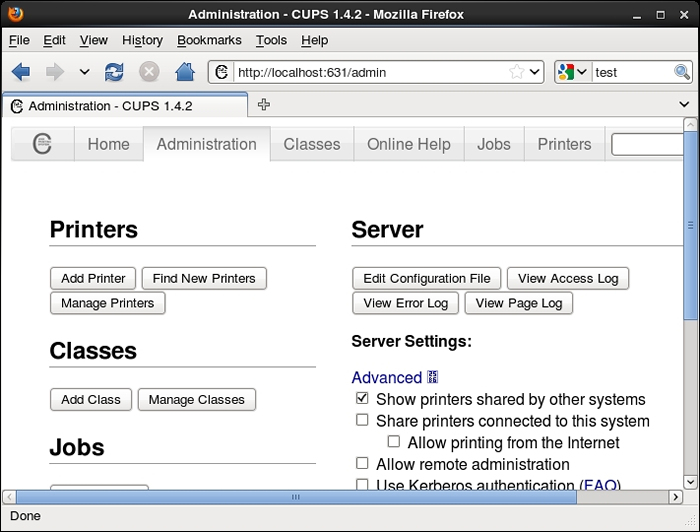 Administration - CUPS 1.4.2 - Mozilla Firefox
File Edit View History Bookmarks Tools Help
http://localhost:631/admin test
Administration - CUPS 1.4.2
Home Administration Classes Online Help Jobs Printers
Printers
Add Printer Find New Printers
Manage Printers
Classes
Add Class Manage Classes
Jobs
Server
Edit Configuration File View Access Log
View Error Log View Page Log
Server Settings:
Advanced
Show printers shared by other systems
Share printers connected to this system
Allow printing from the Internet
Allow remote administration
Use Kerberos authentication (FAQ)
Done